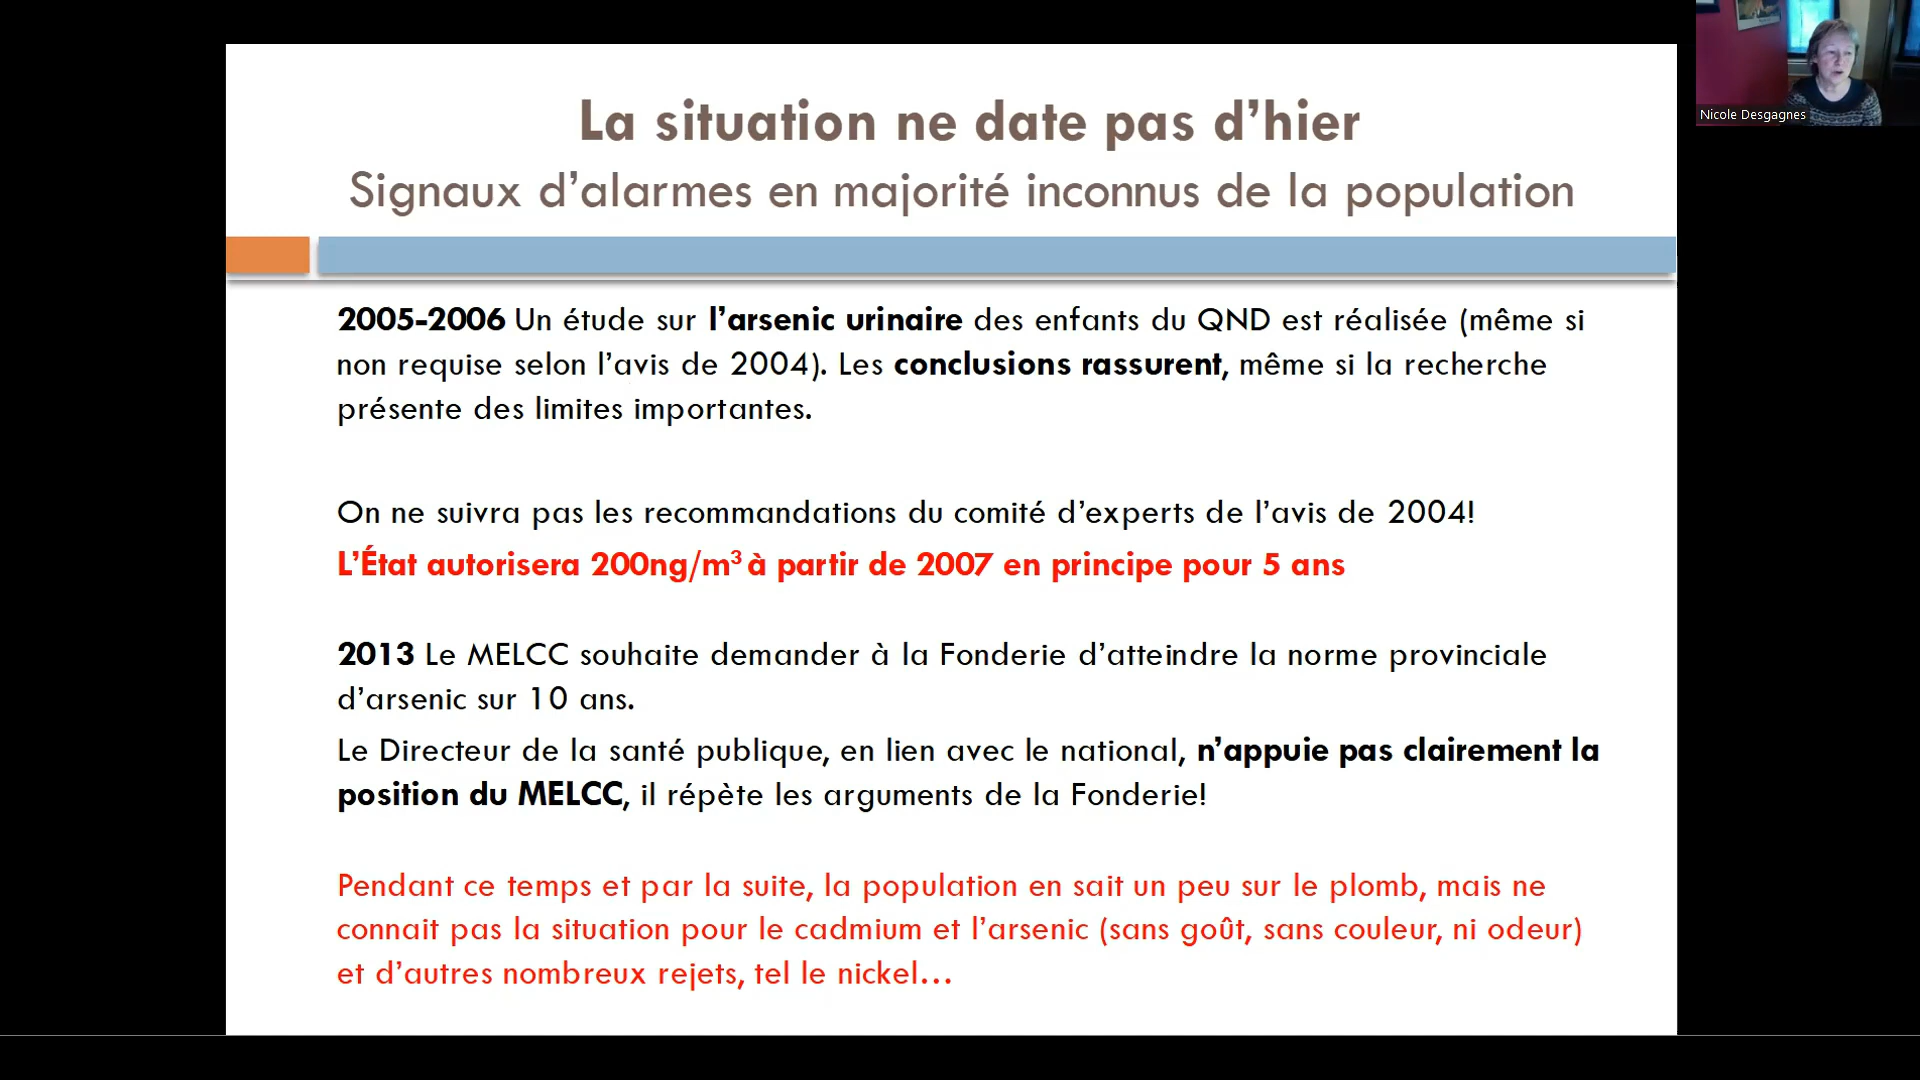 La situation ne date pas d’hier
Signaux d’alarmes en majorité inconnus de la population
Nicole Desgagnes
2005-2006 Un étude sur l’arsenic urinaire des enfants du QND est réalisée (même si
non requise selon l’avis de 2004). Les conclusions rassurent, même si la recherche
présente des limites importantes.
On ne suivra pas les recommandations du comité d’experts de l’avis de 2004!
L’État autorisera 200ng/m³ à partir de 2007 en principe pour 5 ans
2013 Le MELCC souhaite demander à la Fonderie d’atteindre la norme provinciale
d’arsenic sur 10 ans.
Le Directeur de la santé publique, en lien avec le national, n’appuie pas clairement la
position du MELCC, il répète les arguments de la Fonderie!
Pendant ce temps et par la suite, la population en sait un peu sur le plomb, mais ne
connait pas la situation pour le cadmium et l’arsenic (sans goût, sans couleur, ni odeur)
et d’autres nombreux rejets, tel le nickel…